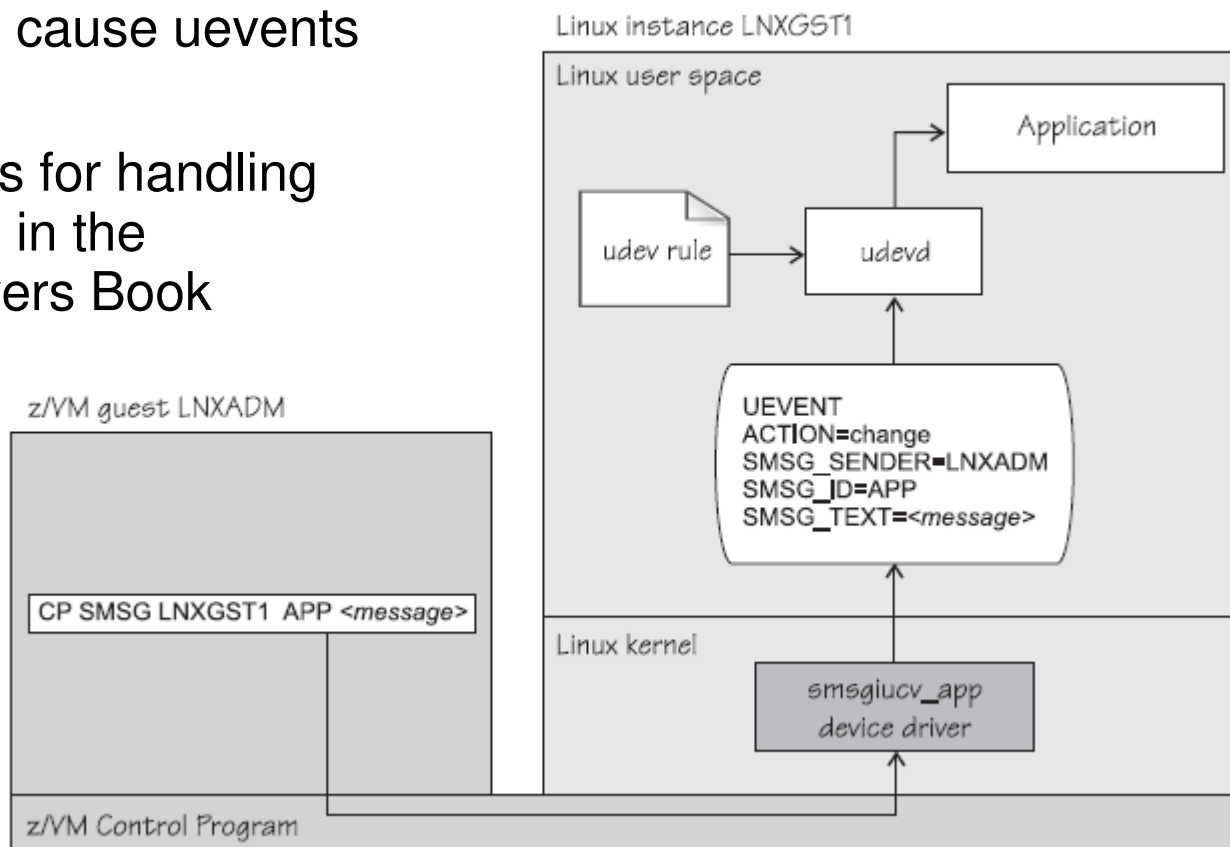 cause uevents
s for handling
in the
vers Book
Linux instance LNXGST1
Linux user space
Application
udev rule
udevd
UEVENT
ACTION=change
SMSG_SENDER=LNXADM
SMSG_ID=APP
SMSG_TEXT=<message>
z/VM guest LNXADM
CP SMSG LNXGST1 APP <message>
Linux kernel
smsgiucv_app
device driver
z/VM Control Program